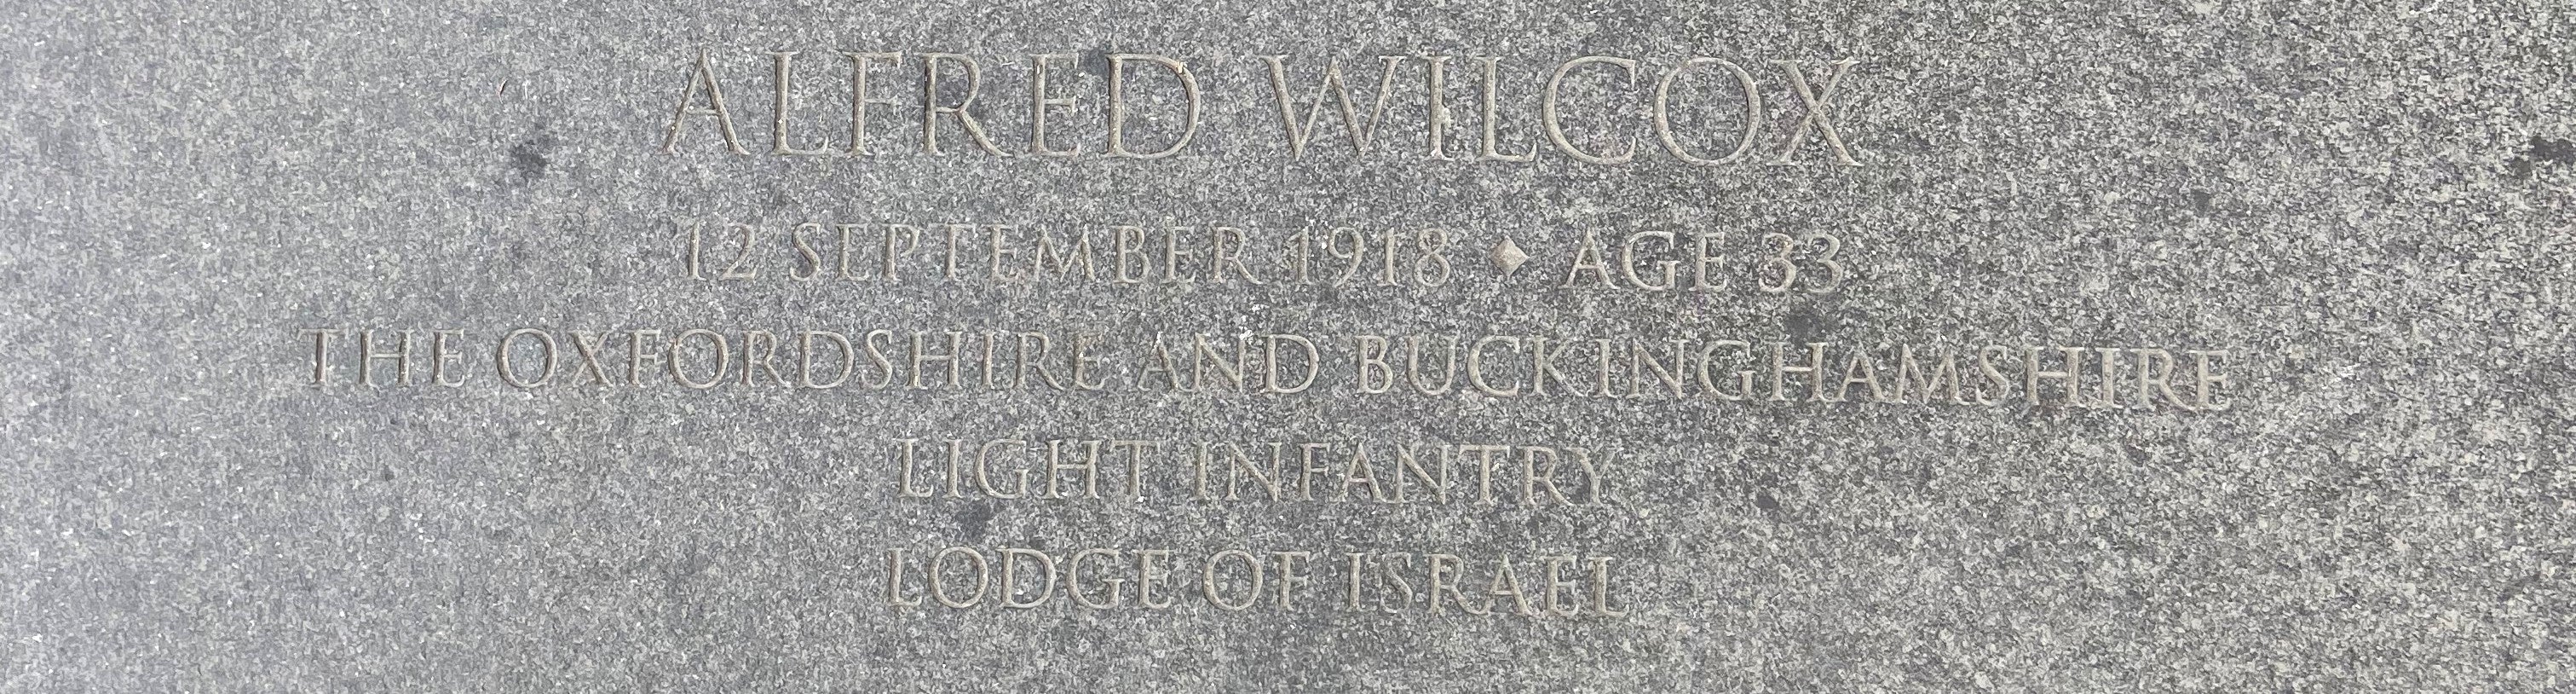 ALFRED WILCOX
12 SEPTEMBER 1918 ◆ AGE 33
THE OXFORDSHIRE AND BUCKINGHAMSHIRE
LIGHT INFANTRY
LODGE OF ISRAEL